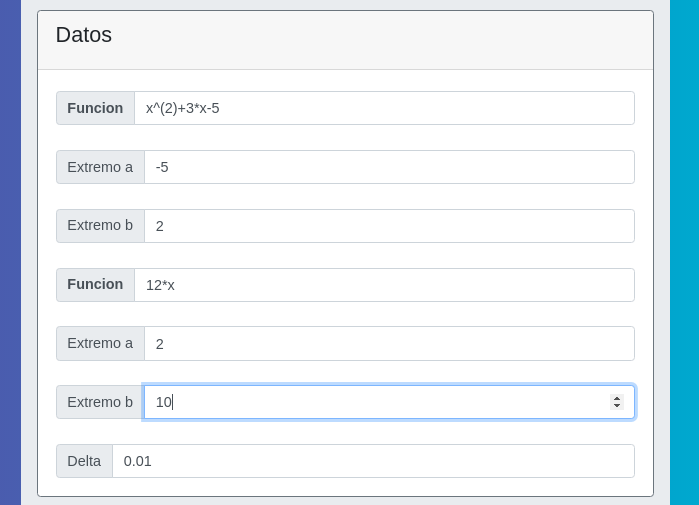 Datos
Funcion x^(2)+3*x-5
Extremo a -5
Extremo b 2
Funcion 12*x
Extremo a 2
Extremo b 10
Delta 0.01